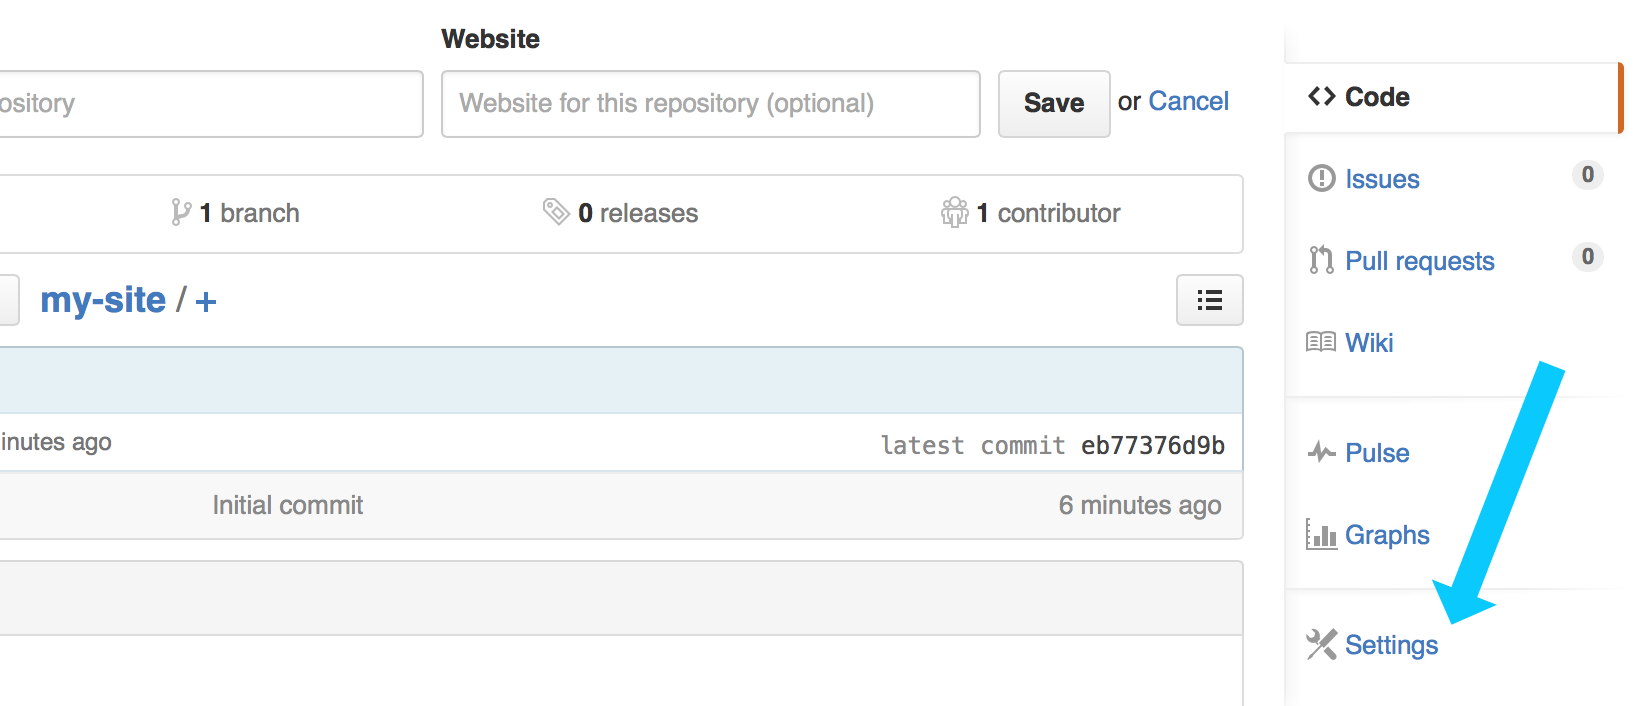 Website
ository
Website for this repository (optional)
Save or Cancel
1 branch
0 releases
1 contributor
my-site / +
inutes ago
latest commit eb77376d9b
Initial commit
6 minutes ago
Code
Issues 0
Pull requests 0
Wiki
Pulse
Graphs
Settings